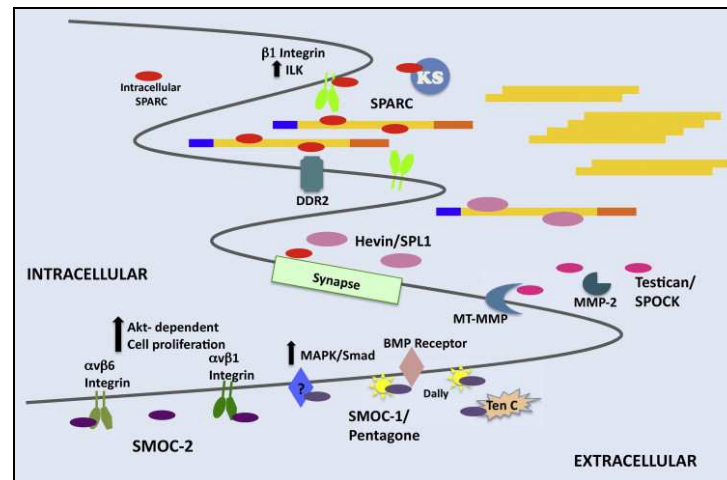 β1 Integrin
ILK
KS
Intracellular
SPARC
SPARC
DDR2
Hevin/SPL1
INTRACELLULAR
Synapse
Testican/
SPOCK
MMP-2
MT-MMP
Akt- dependent
Cell proliferation
αvβ6
Integrin
αvβ1
Integrin
MAPK/Smad
BMP Receptor
?
Dally
SMOC-1/
Pentagone
Ten C
SMOC-2
EXTRACELLULAR